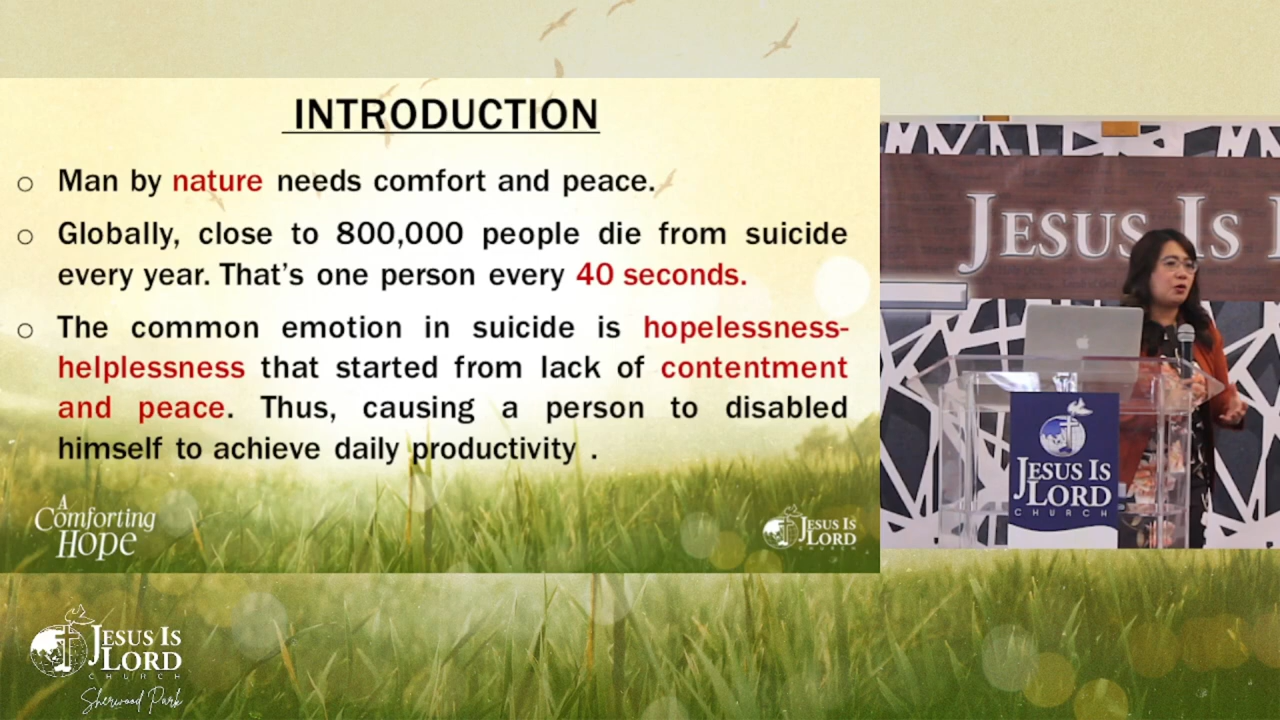 INTRODUCTION
o Man by nature needs comfort and peace.
o Globally, close to 800,000 people die from suicide
every year. That's one person every 40 seconds.
o The common emotion in suicide is hopelessness-
helplessness that started from lack of contentment
and peace. Thus, causing a person to disabled
himself to achieve daily productivity .
A
Comforting
HOPE
JESUS IS
LORD
CHURCH
JESUS IS
JESUS IS
LORD
CHURCH
JESUS IS
LORD
CHURCH
Sherwood Park